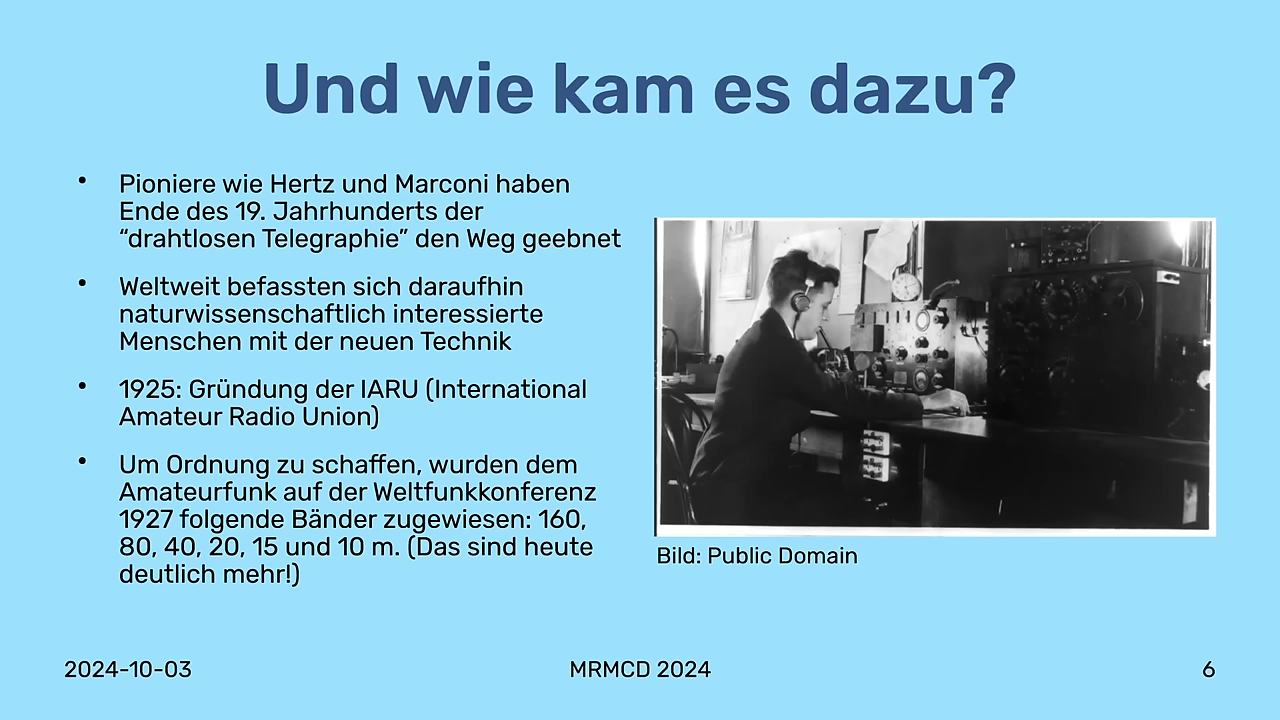 Und wie kam es dazu?
• Pioniere wie Hertz und Marconi haben
Ende des 19. Jahrhunderts der
“drahtlosen Telegraphie” den Weg geebnet
• Weltweit befassten sich daraufhin
naturwissenschaftlich interessierte
Menschen mit der neuen Technik
• 1925: Gründung der IARU (International
Amateur Radio Union)
• Um Ordnung zu schaffen, wurden dem
Amateurfunk auf der Weltfunkkonferenz
1927 folgende Bänder zugewiesen: 160,
80, 40, 20, 15 und 10 m. (Das sind heute
deutlich mehr!)
Bild: Public Domain
2024-10-03
MRMCD 2024
6